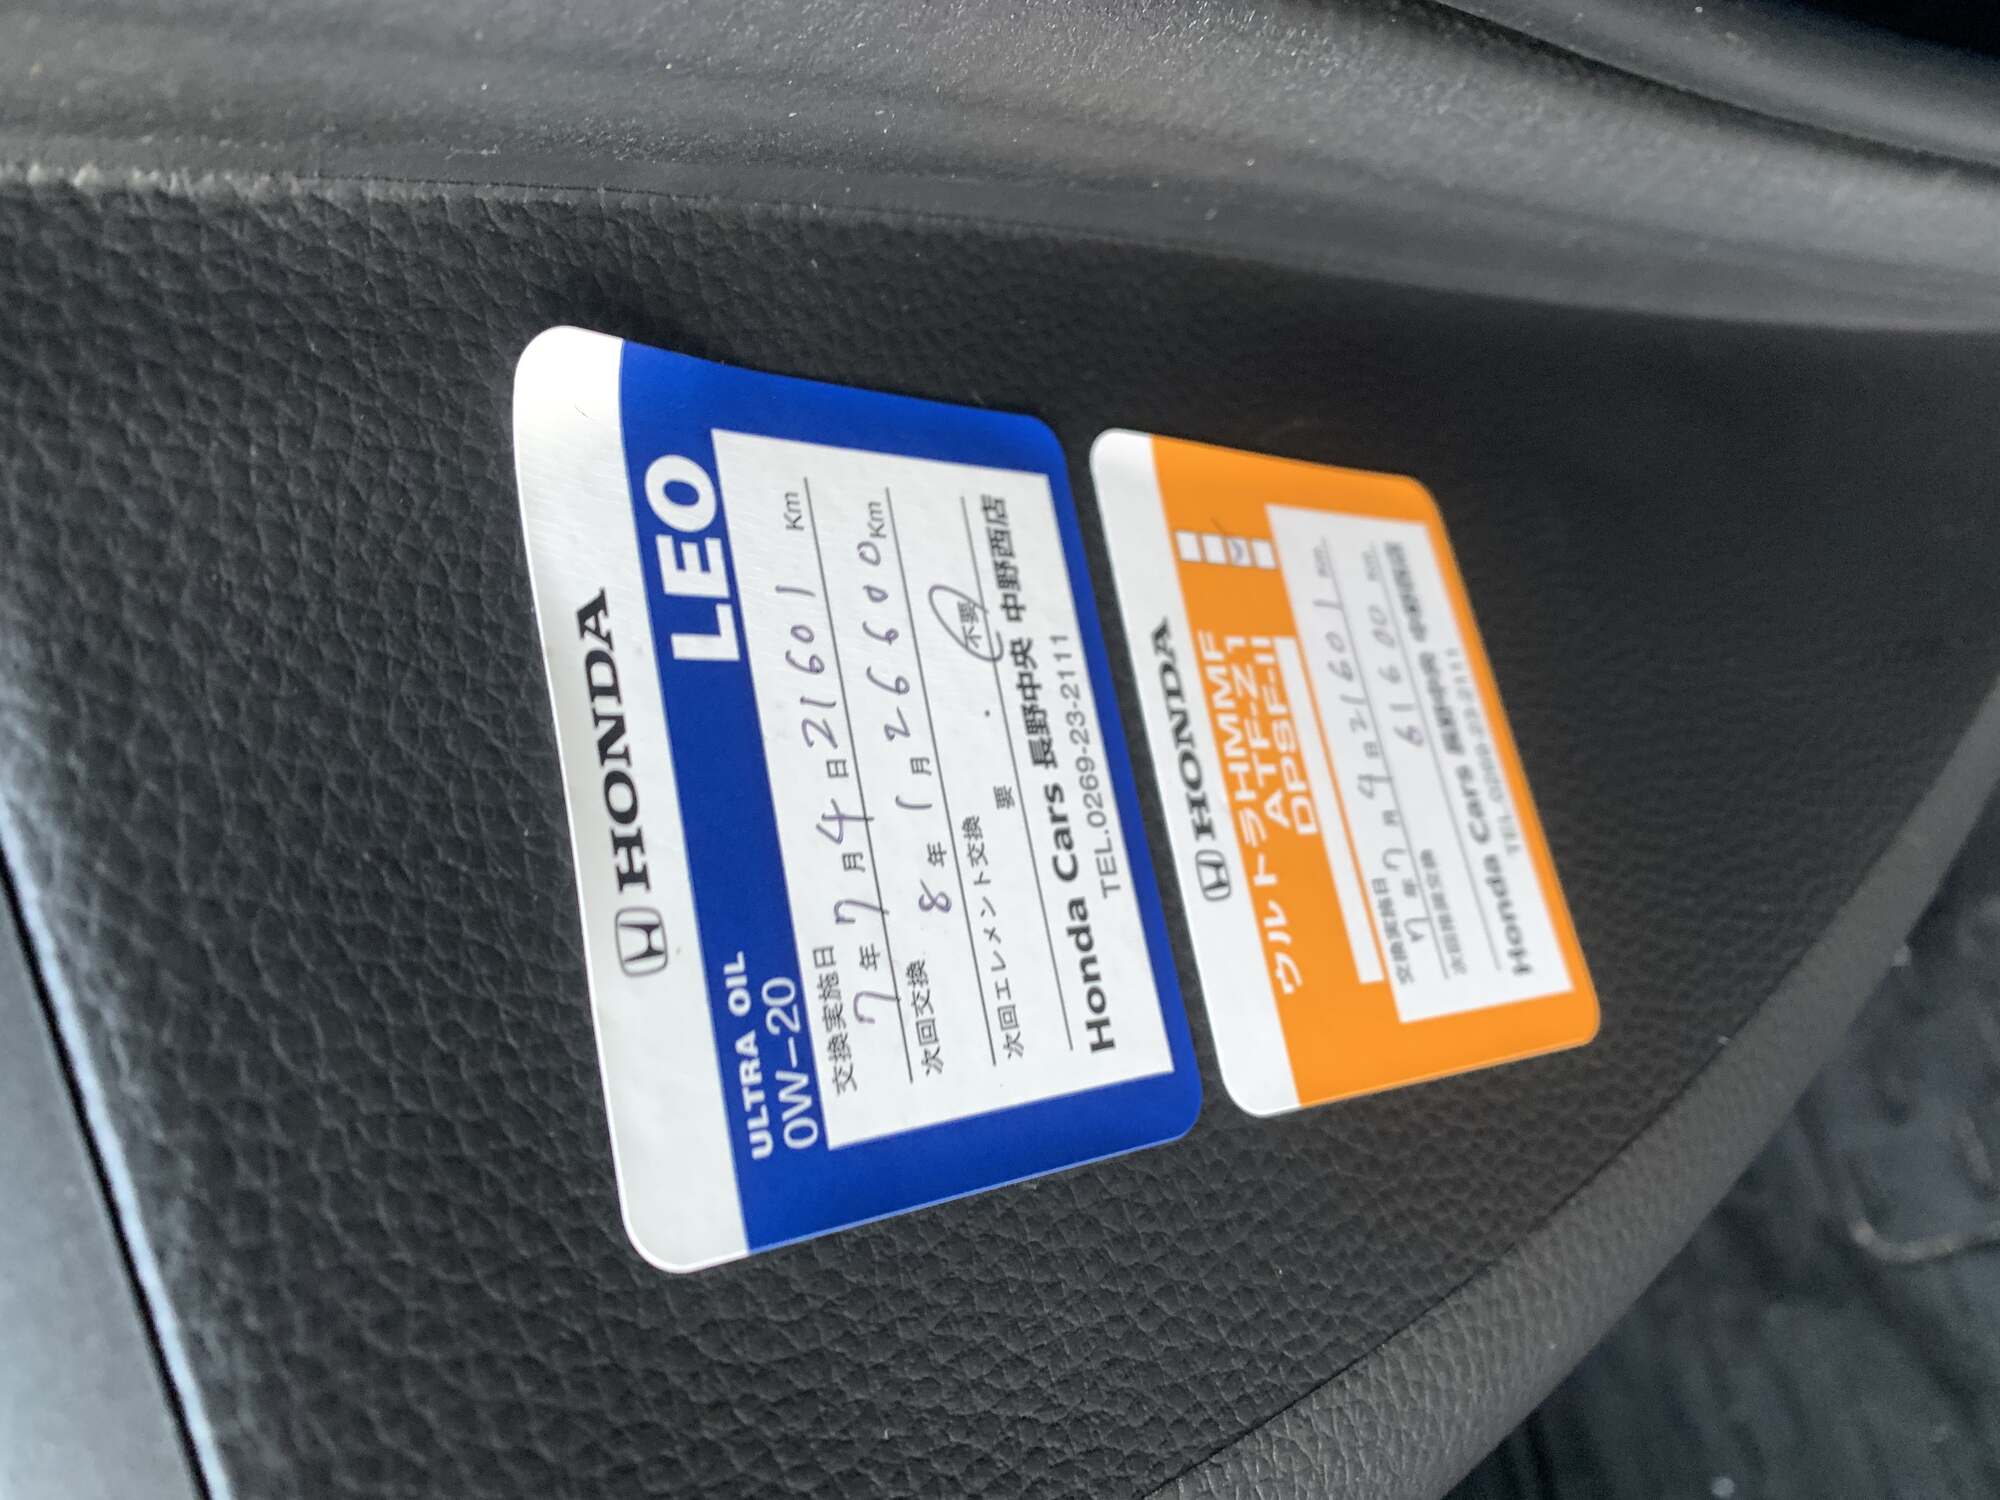 HONDA
ULTRA OIL LEO
0W-20
交換実施日
7年7月4日 21601 Km
次回交換
8年1月 26600 Km
次回エレメント交換
要 ・ 不要
Honda Cars 長野中央 中野西店
TEL.0269-23-2111
HONDA
ウルトラHMMF
ATF-Z1
DPSF-II
交換実施日
7年7月4日 21601 Km
次回推奨交換
61600 Km
Honda Cars 長野中央 中野西店
TEL.0269-23-2111